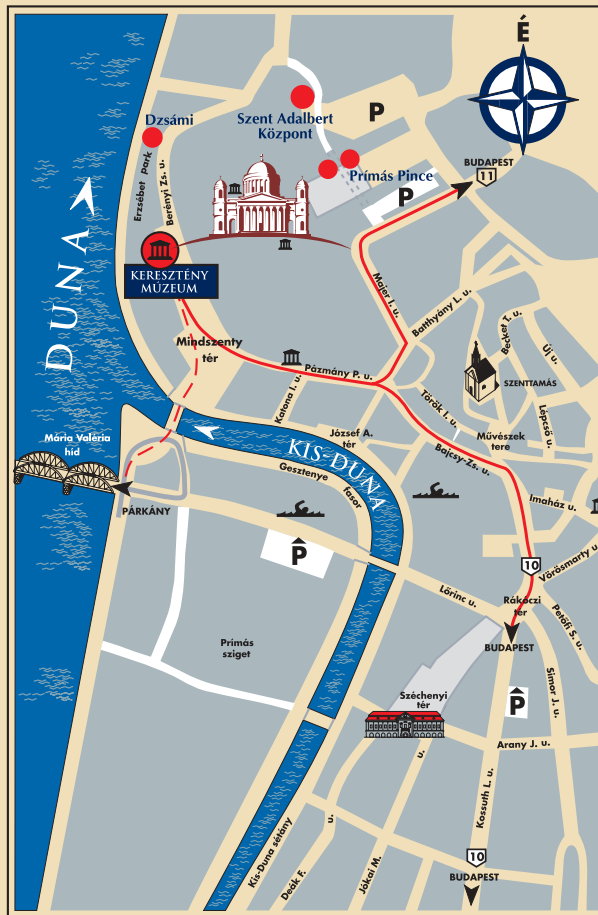 É
Dzsámi
Szent Adalbert
Központ
P
Prímás Pince
BUDAPEST
11
P
Erzsébet park
Berényi Zs. u.
DUNA
KERESZTÉNY
MÚZEUM
Majer I. u.
Batthyány L. u.
Becket T. u.
Új u.
Mindszenty
tér
Pázmány P. u.
SZENTTAMÁS
Katona I. u.
Török I. u.
Lépcső u.
József A.
tér
Művészek
tere
Bajcsy-Zs. u.
Mária Valéria
híd
KIS-DUNA
Gesztenye
fasor
PÁRKÁNY
Imaház u.
P
10
Vörösmarty u.
Lőrinc u.
Rákóczi
tér
Petőfi S. u.
BUDAPEST
Prímás
sziget
Simor J. u.
Széchenyi
tér
P
Arany J. u.
u.
Kossuth L. u.
Kis-Duna sétány
Deák F. u.
Jókai M.
10
BUDAPEST